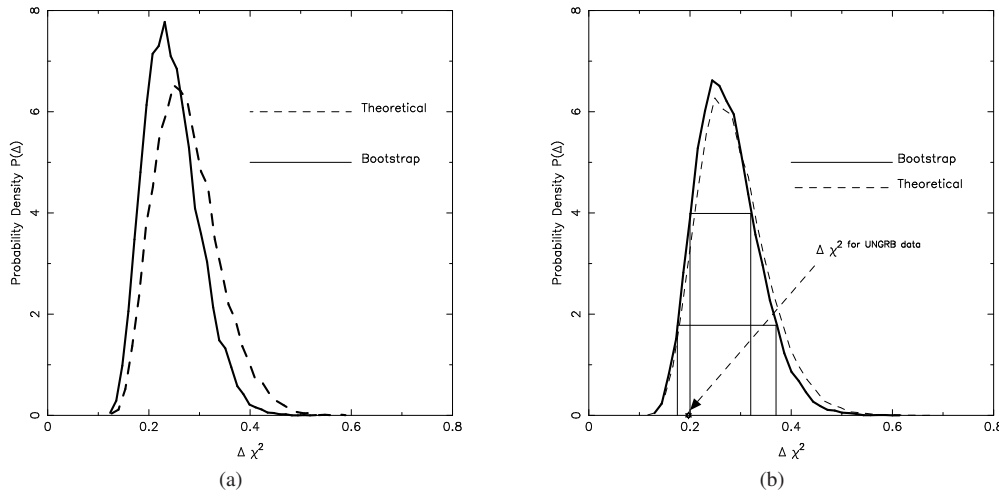 8
6
4
2
0
Probability Density P(Δ)
Theoretical
Bootstrap
0
0.2
0.4
0.6
0.8
Δ χ²
(a)
8
6
4
2
0
Probability Density P(Δ)
Bootstrap
Theoretical
Δ χ² for UNGRB data
0
0.2
0.4
0.6
0.8
Δ χ²
(b)